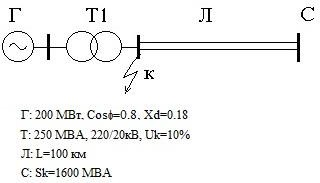 Г Т1 Л С
к
Г: 200 МВт, Cosф=0.8, Xd=0.18
Т: 250 МВА, 220/20кВ, Uk=10%
Л: L=100 км
С: Sk=1600 МВА